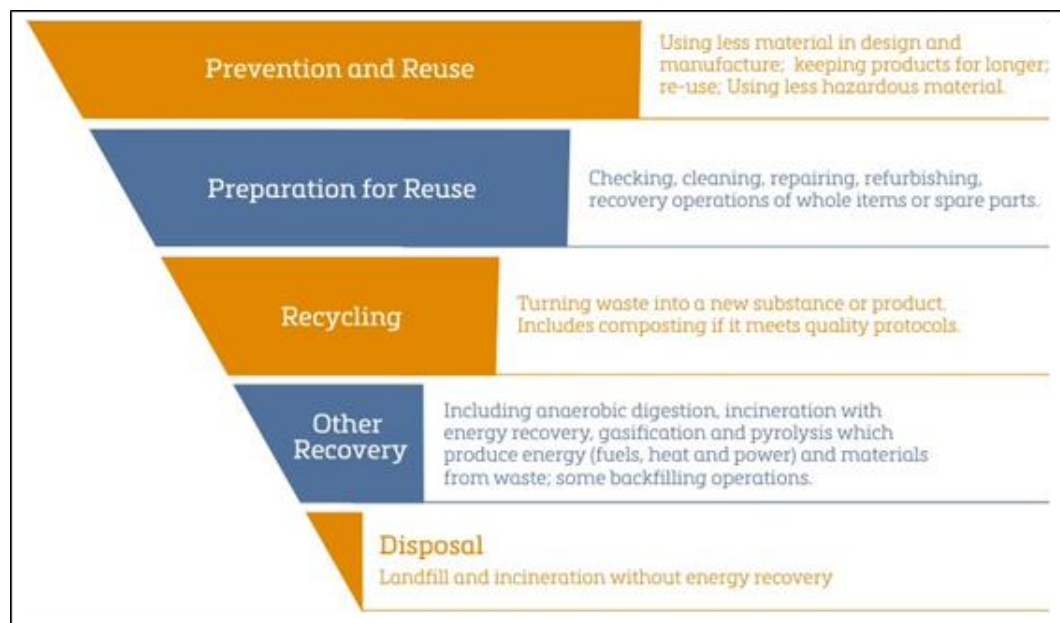 Prevention and Reuse
Using less material in design and
manufacture;  keeping products for longer;
re-use; Using less hazardous material.
Preparation for Reuse
Checking, cleaning, repairing, refurbishing,
recovery operations of whole items or spare parts.
Recycling
Turning waste into a new substance or product.
Includes composting if it meets quality protocols.
Other
Recovery
Including anaerobic digestion, incineration with
energy recovery, gasification and pyrolysis which
produce energy (fuels, heat and power) and materials
from waste; some backfilling operations.
Disposal
Landfill and incineration without energy recovery